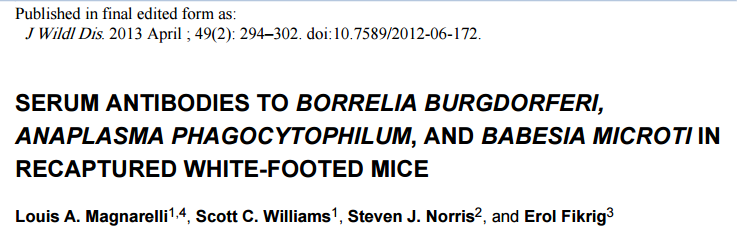 Published in final edited form as:
J Wildl Dis. 2013 April ; 49(2): 294–302. doi:10.7589/2012-06-172.
SERUM ANTIBODIES TO BORRELIA BURGDORFERI,
ANAPLASMA PHAGOCYTOPHILUM, AND BABESIA MICROTI IN
RECAPTURED WHITE-FOOTED MICE
Louis A. Magnarelli1,4, Scott C. Williams1, Steven J. Norris2, and Erol Fikrig3